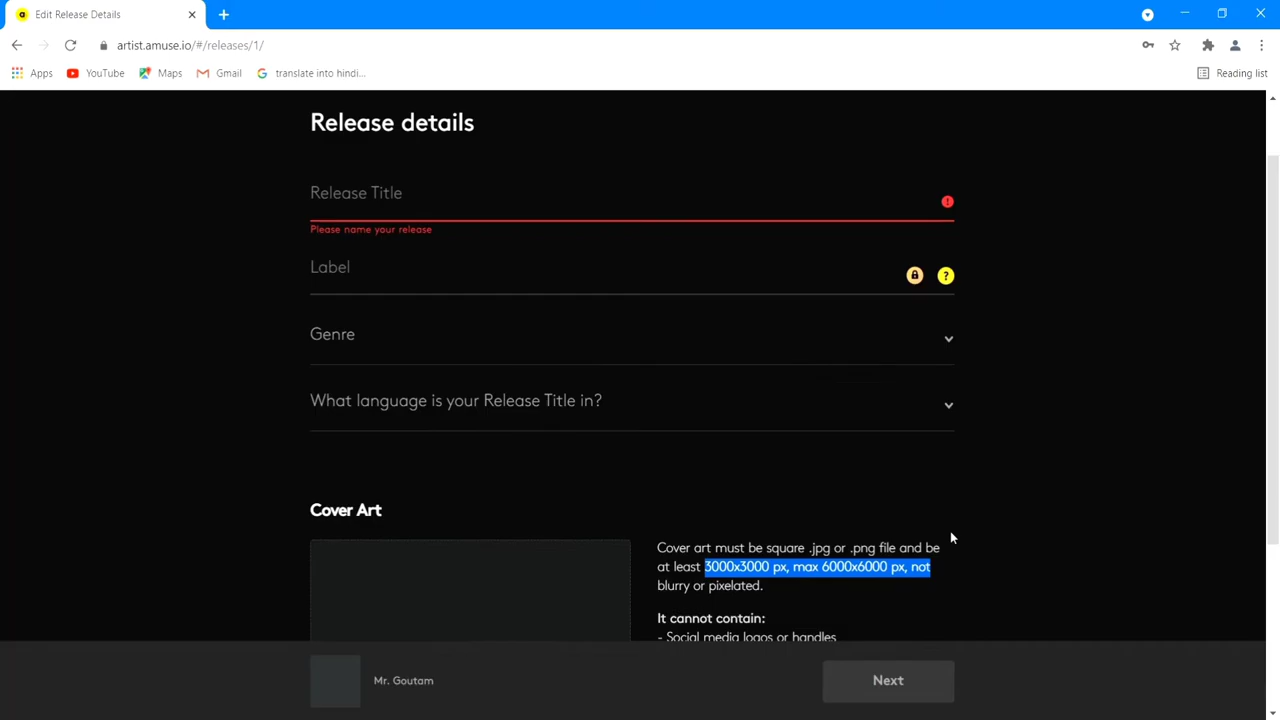 Edit Release Details
artist.amuse.io/#/releases/1/
Apps YouTube Maps Gmail translate into hindi... Reading list
Release details
Release Title
Please name your release
Label
Genre
What language is your Release Title in?
Cover Art
Cover art must be square .jpg or .png file and be
at least 3000x3000 px, max 6000x6000 px, not
blurry or pixelated.
It cannot contain:
- Social media logos or handles
Mr. Goutam
Next